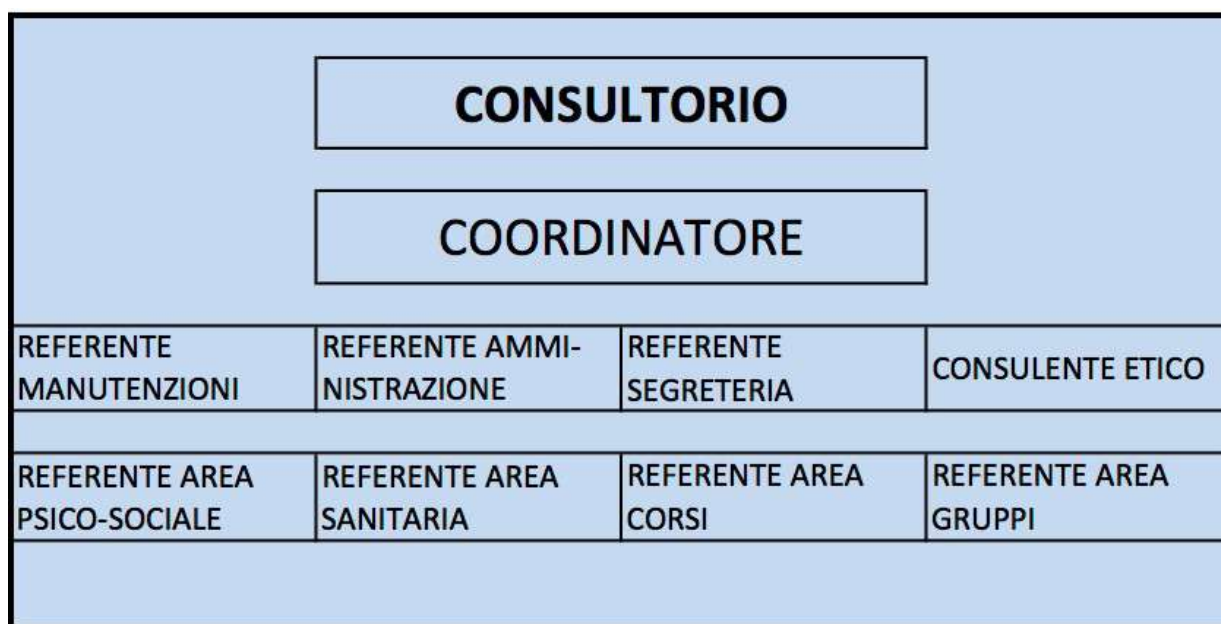 CONSULTORIO
COORDINATORE
REFERENTE
MANUTENZIONI
REFERENTE AMMI-
NISTRAZIONE
REFERENTE
SEGRETERIA
CONSULENTE ETICO
REFERENTE AREA
PSICO-SOCIALE
REFERENTE AREA
SANITARIA
REFERENTE AREA
CORSI
REFERENTE AREA
GRUPPI